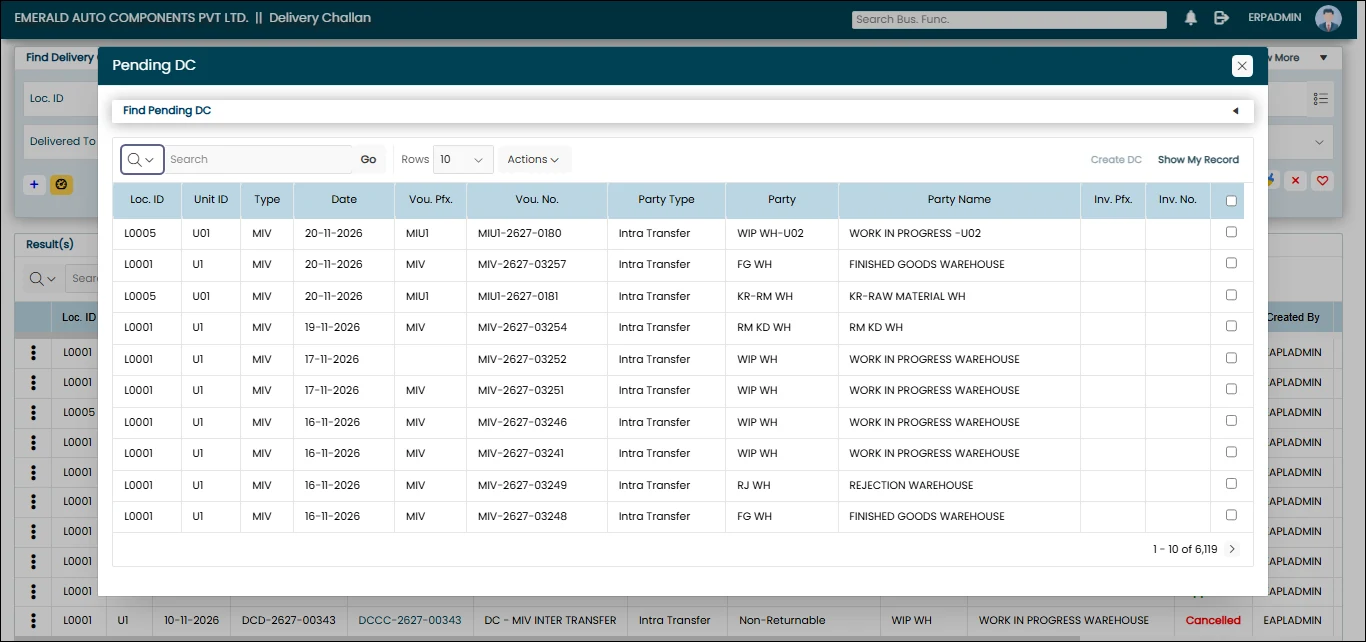 EMERALD AUTO COMPONENTS PVT LTD. || Delivery Challan
Search Bus. Func.
ERPADMIN
Find Delivery
More
Pending DC
Loc. ID
Delivered To
Find Pending DC
Search
Go
Rows
10
Actions
Create DC
Show My Record
Loc. ID Unit ID Type Date Vou. Pfx. Vou. No. Party Type Party Party Name Inv. Pfx. Inv. No.
L0005 U01 MIV 20-11-2026 MIU1 MIU1-2627-0180 Intra Transfer WIP WH-U02 WORK IN PROGRESS -U02
L0001 U1 MIV 20-11-2026 MIV MIV-2627-03257 Intra Transfer FG WH FINISHED GOODS WAREHOUSE
L0005 U01 MIV 20-11-2026 MIU1 MIU1-2627-0181 Intra Transfer KR-RM WH KR-RAW MATERIAL WH
L0001 U1 MIV 19-11-2026 MIV MIV-2627-03254 Intra Transfer RM KD WH RM KD WH
L0001 U1 MIV 17-11-2026 MIV-2627-03252 Intra Transfer WIP WH WORK IN PROGRESS WAREHOUSE
L0001 U1 MIV 17-11-2026 MIV MIV-2627-03251 Intra Transfer WIP WH WORK IN PROGRESS WAREHOUSE
L0001 U1 MIV 16-11-2026 MIV MIV-2627-03246 Intra Transfer WIP WH WORK IN PROGRESS WAREHOUSE
L0001 U1 MIV 16-11-2026 MIV MIV-2627-03241 Intra Transfer WIP WH WORK IN PROGRESS WAREHOUSE
L0001 U1 MIV 16-11-2026 MIV MIV-2627-03249 Intra Transfer RJ WH REJECTION WAREHOUSE
L0001 U1 MIV 16-11-2026 MIV MIV-2627-03248 Intra Transfer FG WH FINISHED GOODS WAREHOUSE
1 - 10 of 6,119
Result(s)
Loc. ID Created By
L0001
L0001
L0005
L0001
L0001
L0001
L0001
L0001
L0001
L0001 U1 10-11-2026 DCD-2627-00343 DCCC-2627-00343 DC - MIV INTER TRANSFER Intra Transfer Non-Returnable WIP WH WORK IN PROGRESS WAREHOUSE Cancelled EAPLADMIN